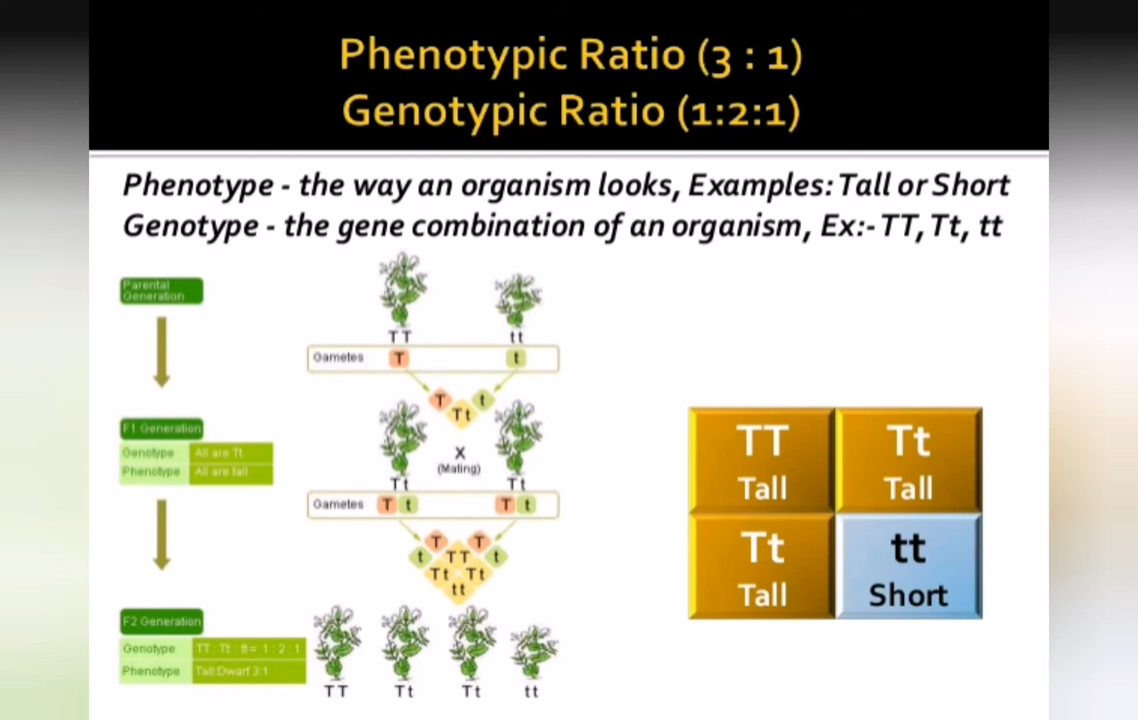 Phenotypic Ratio (3 : 1)
Genotypic Ratio (1:2:1)
Phenotype - the way an organism looks, Examples: Tall or Short
Genotype - the gene combination of an organism, Ex:- TT, Tt, tt
Parental
Generation
TT tt
Gametes T t
T t
Tt
F1 Generation
Genotype All are Tt
Phenotype All are tall
X
(Mating)
Tt Tt
Gametes T t T t
T T
t TT t
Tt Tt
tt
F2 Generation
Genotype TT : Tt : tt = 1 : 2 : 1
Phenotype Tall:Dwarf 3:1
TT Tt Tt tt
TT Tt
Tall Tall
Tt tt
Tall Short